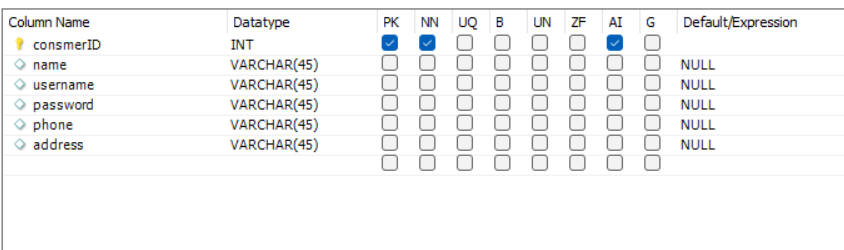 Column Name Datatype PK NN UQ B UN ZF AI G Default/Expression
consmerID INT
name VARCHAR(45) NULL
username VARCHAR(45) NULL
password VARCHAR(45) NULL
phone VARCHAR(45) NULL
address VARCHAR(45) NULL